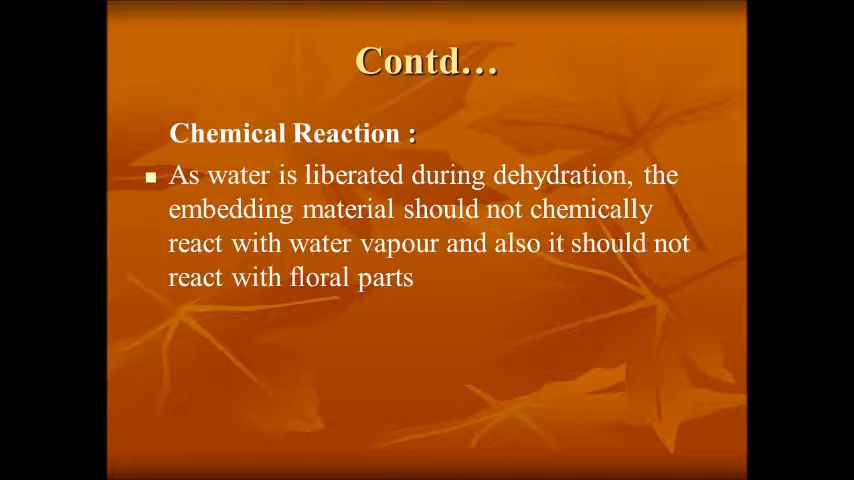 Contd…
Chemical Reaction :
As water is liberated during dehydration, the
embedding material should not chemically
react with water vapour and also it should not
react with floral parts